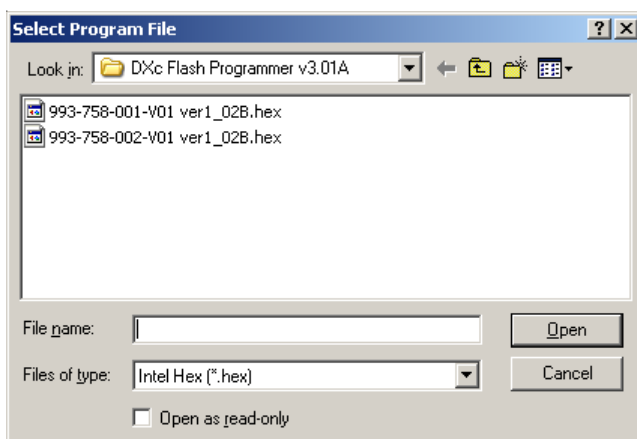 Select Program File
Look in: DXc Flash Programmer v3.01A
993-758-001-V01 ver1_02B.hex
993-758-002-V01 ver1_02B.hex
File name: Open
Files of type: Intel Hex (*.hex) Cancel
Open as read-only